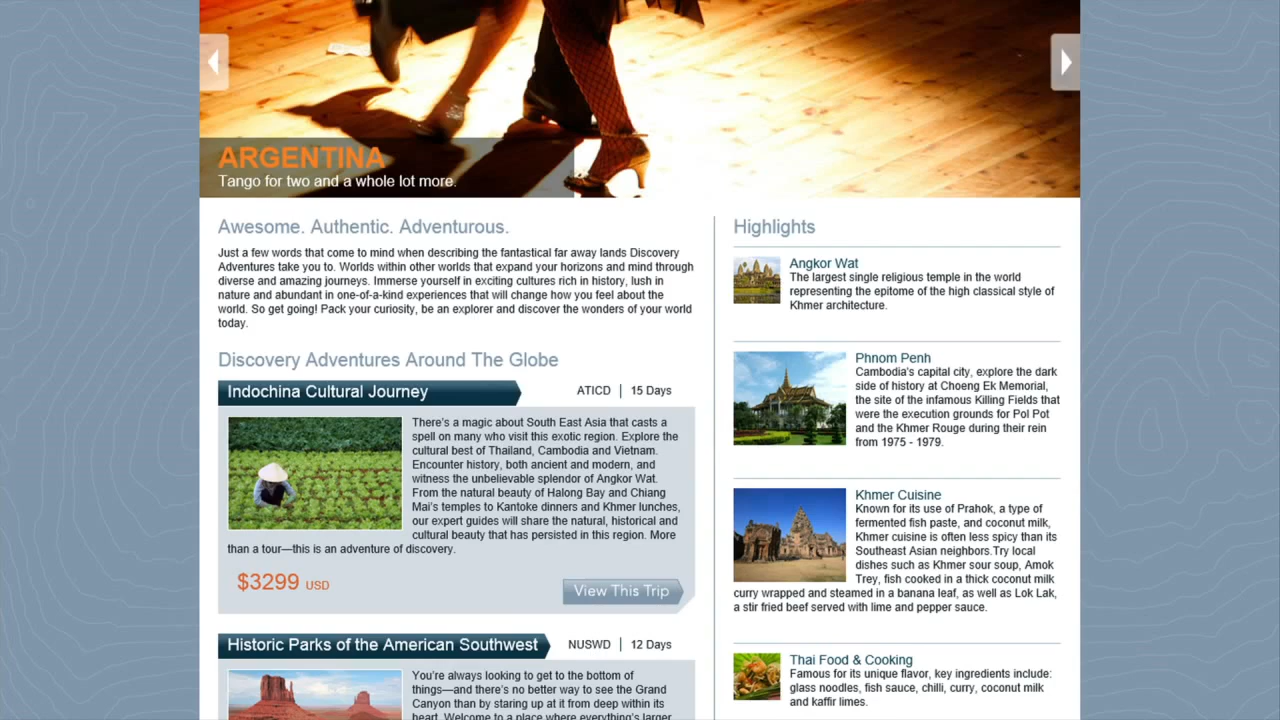 ARGENTINA
Tango for two and a whole lot more.
Awesome. Authentic. Adventurous.
Just a few words that come to mind when describing the fantastical far away lands Discovery
Adventures take you to. Worlds within other worlds that expand your horizons and mind through
diverse and amazing journeys. Immerse yourself in exciting cultures rich in history, lush in
nature and abundant in one-of-a-kind experiences that will change how you feel about the
world. So get going! Pack your curiosity, be an explorer and discover the wonders of your world
today.
Discovery Adventures Around The Globe
Indochina Cultural Journey
ATICD | 15 Days
There's a magic about South East Asia that casts a
spell on many who visit this exotic region. Explore the
cultural best of Thailand, Cambodia and Vietnam.
Encounter history, both ancient and modern, and
witness the unbelievable splendor of Angkor Wat.
From the natural beauty of Halong Bay and Chiang
Mai's temples to Kantoke dinners and Khmer lunches,
our expert guides will share the natural, historical and
cultural beauty that has persisted in this region. More
than a tour—this is an adventure of discovery.
$3299 USD
View This Trip
Historic Parks of the American Southwest
NUSWD | 12 Days
You're always looking to get to the bottom of
things—and there's no better way to see the Grand
Canyon than by staring up at it from deep within its
heart. Welcome to a place where everything's larger
Highlights
Angkor Wat
The largest single religious temple in the world
representing the epitome of the high classical style of
Khmer architecture.
Phnom Penh
Cambodia's capital city, explore the dark
side of history at Choeng Ek Memorial,
the site of the infamous Killing Fields that
were the execution grounds for Pol Pot
and the Khmer Rouge during their rein
from 1975 - 1979.
Khmer Cuisine
Known for its use of Prahok, a type of
fermented fish paste, and coconut milk,
Khmer cuisine is often less spicy than its
Southeast Asian neighbors.Try local
dishes such as Khmer sour soup, Amok
Trey, fish cooked in a thick coconut milk
curry wrapped and steamed in a banana leaf, as well as Lok Lak,
a stir fried beef served with lime and pepper sauce.
Thai Food & Cooking
Famous for its unique flavor, key ingredients include:
glass noodles, fish sauce, chilli, curry, coconut milk
and kaffir limes.